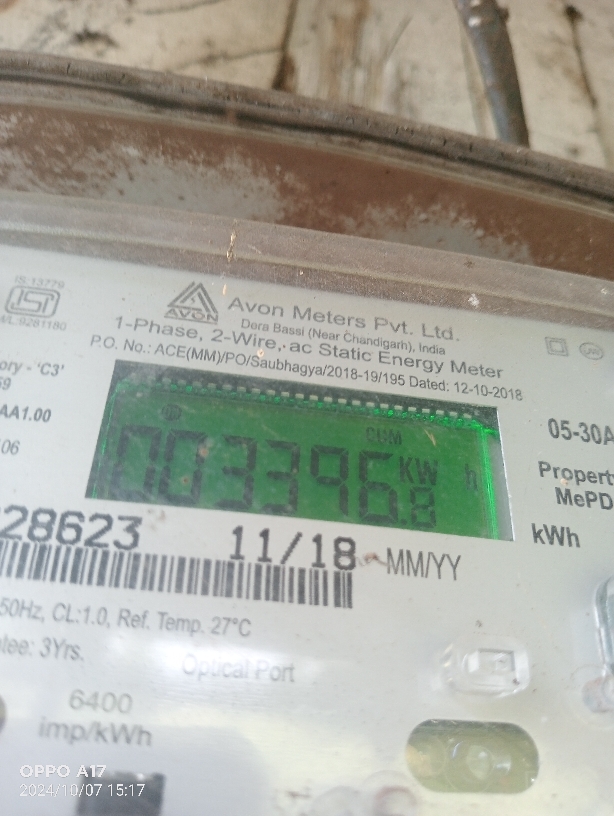 IS:13779
M/L:9281180
AVON
Avon Meters Pvt. Ltd.
Dera Bassi (Near Chandigarh), India
1-Phase, 2-Wire, ac Static Energy Meter
P.O. No.: ACE(MM)/PO/Saubhagya/2018-19/195 Dated: 12-10-2018
ory - 'C3'
59
AA1.00
06
CUM
003396.8 KW h
05-30A
Property
MePD
kWh
28623
11/18 MM/YY
50Hz, CL:1.0, Ref. Temp. 27°C
tee: 3Yrs.
Optical Port
6400
imp/kWh
OPPO A17
2024/10/07 15:17